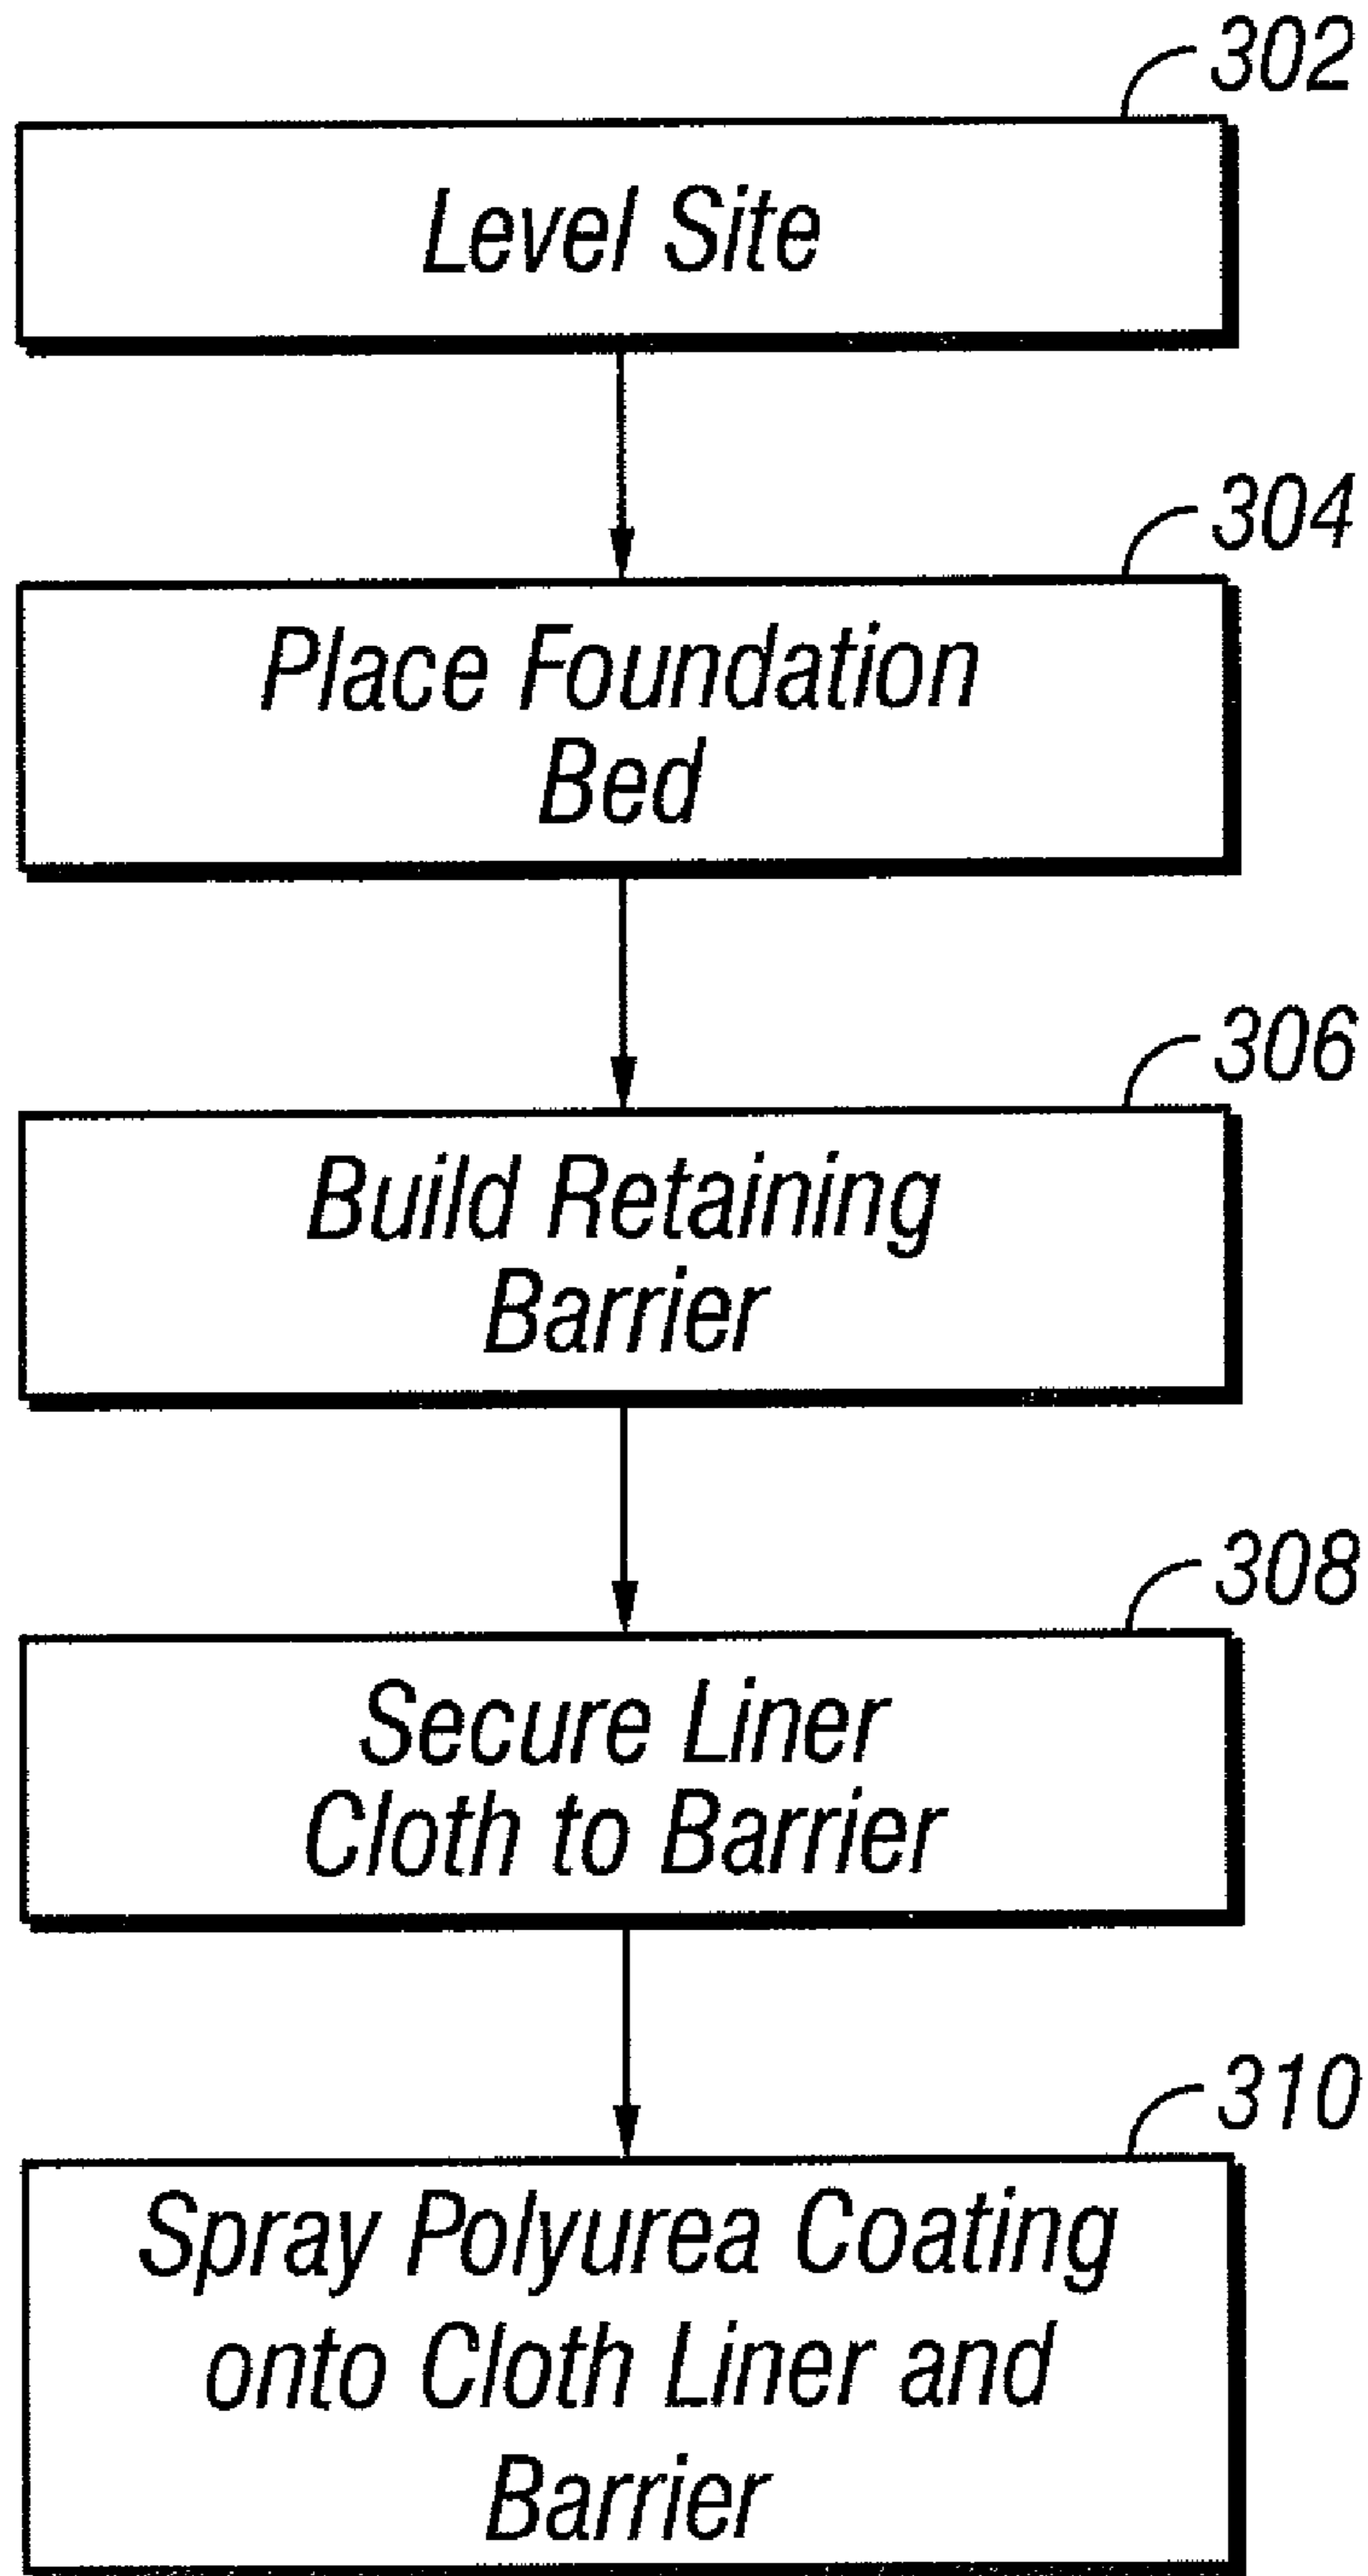 302
Level Site
304
Place Foundation
Bed
306
Build Retaining
Barrier
308
Secure Liner
Cloth to Barrier
310
Spray Polyurea Coating
onto Cloth Liner and
Barrier